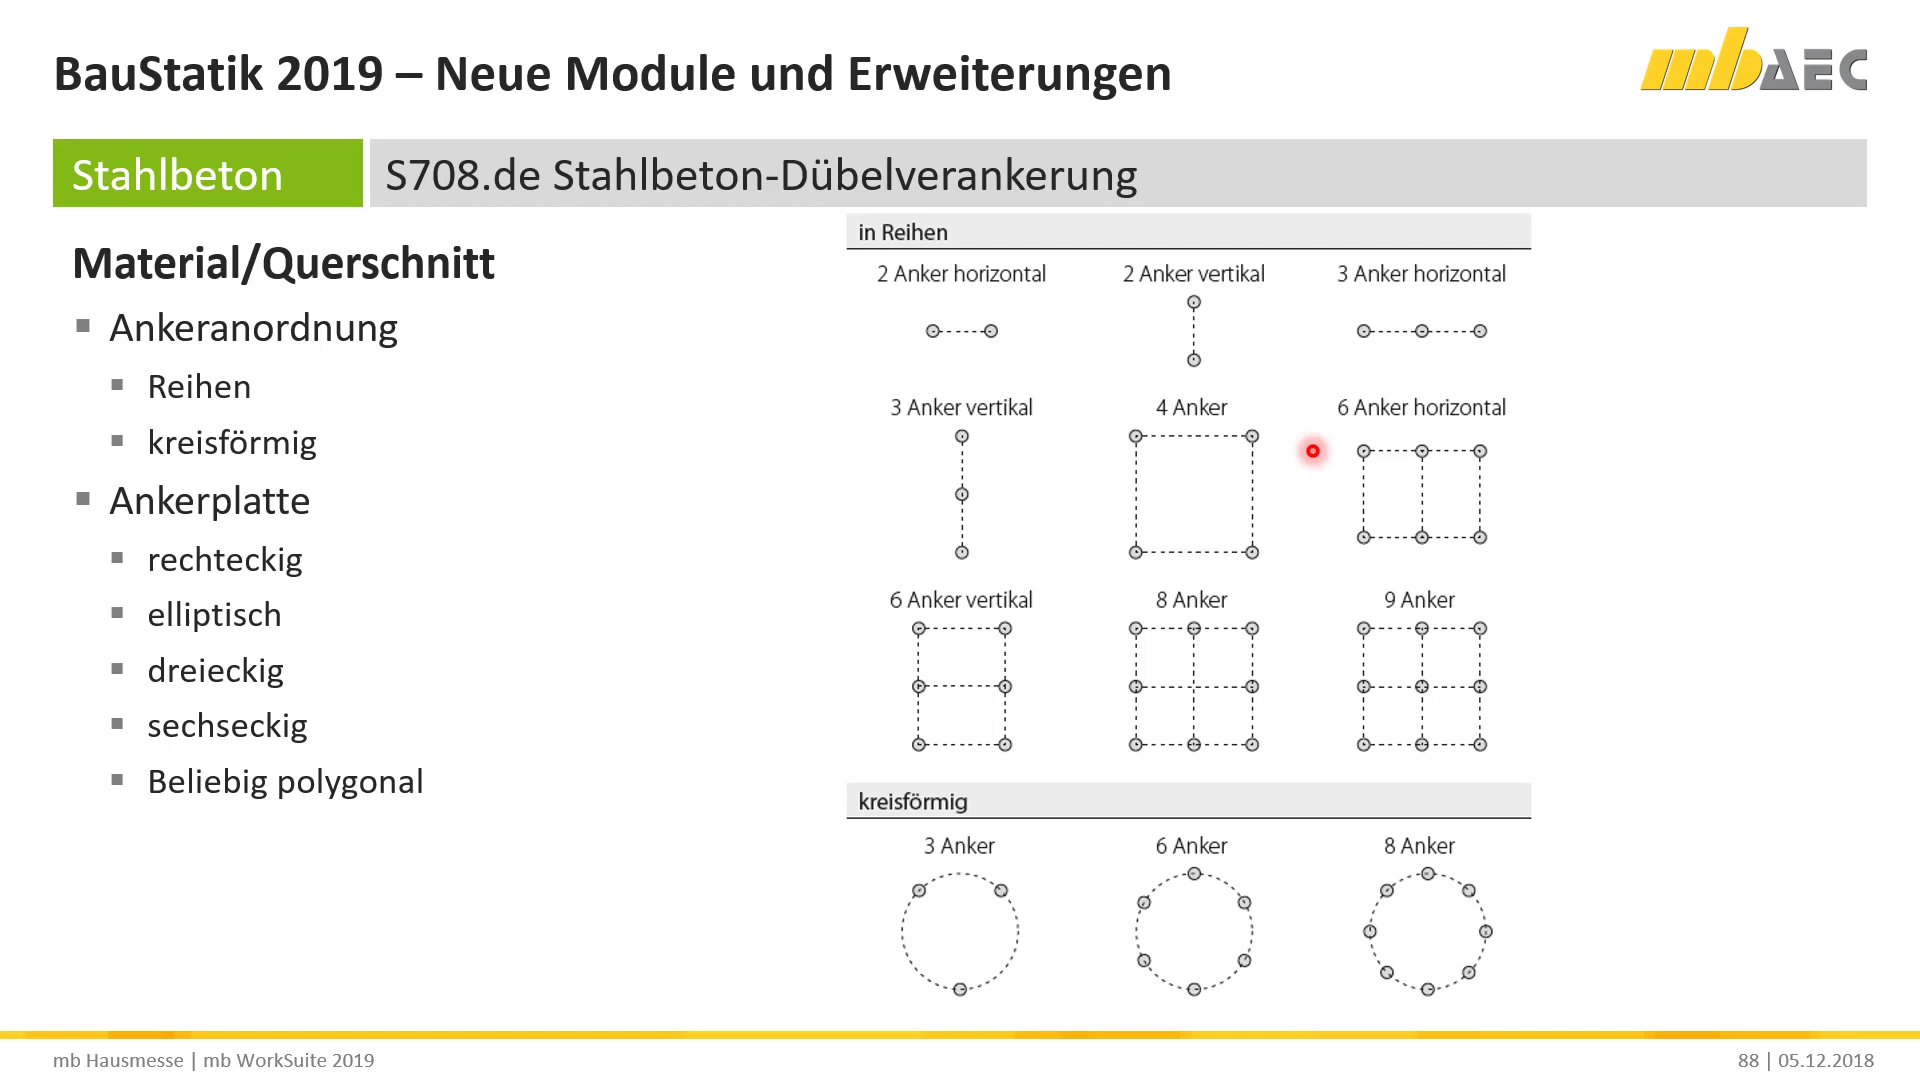 BauStatik 2019 – Neue Module und Erweiterungen
mbAEC
Stahlbeton
S708.de Stahlbeton-Dübelverankerung
Material/Querschnitt
Ankeranordnung
Reihen
kreisförmig
Ankerplatte
rechteckig
elliptisch
dreieckig
sechseckig
Beliebig polygonal
in Reihen
2 Anker horizontal
2 Anker vertikal
3 Anker horizontal
3 Anker vertikal
4 Anker
6 Anker horizontal
6 Anker vertikal
8 Anker
9 Anker
kreisförmig
3 Anker
6 Anker
8 Anker
mb Hausmesse | mb WorkSuite 2019
88 | 05.12.2018